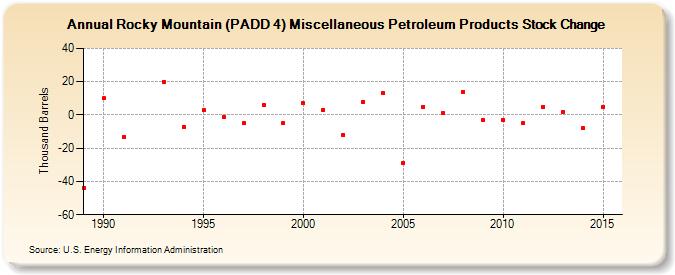 Annual Rocky Mountain (PADD 4) Miscellaneous Petroleum Products Stock Change
Thousand Barrels
40
20
0
-20
-40
-60
1990 1995 2000 2005 2010 2015
Source: U.S. Energy Information Administration